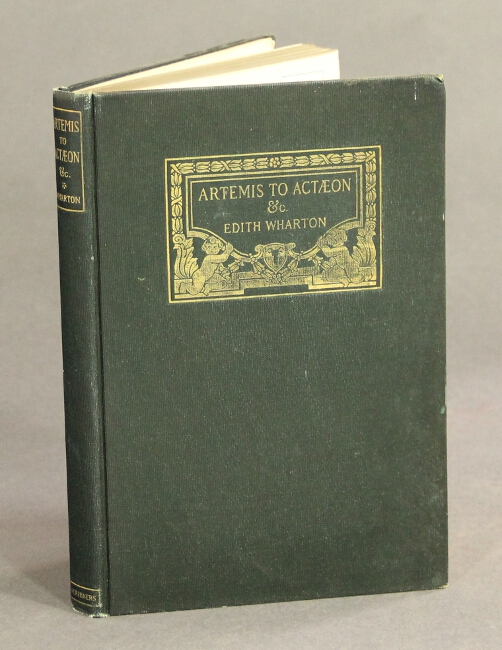 ARTEMIS TO ACTÆON
&c.
EDITH WHARTON
ARTEMIS
TO
ACTÆON
&c.
WHARTON
SCRIBNERS